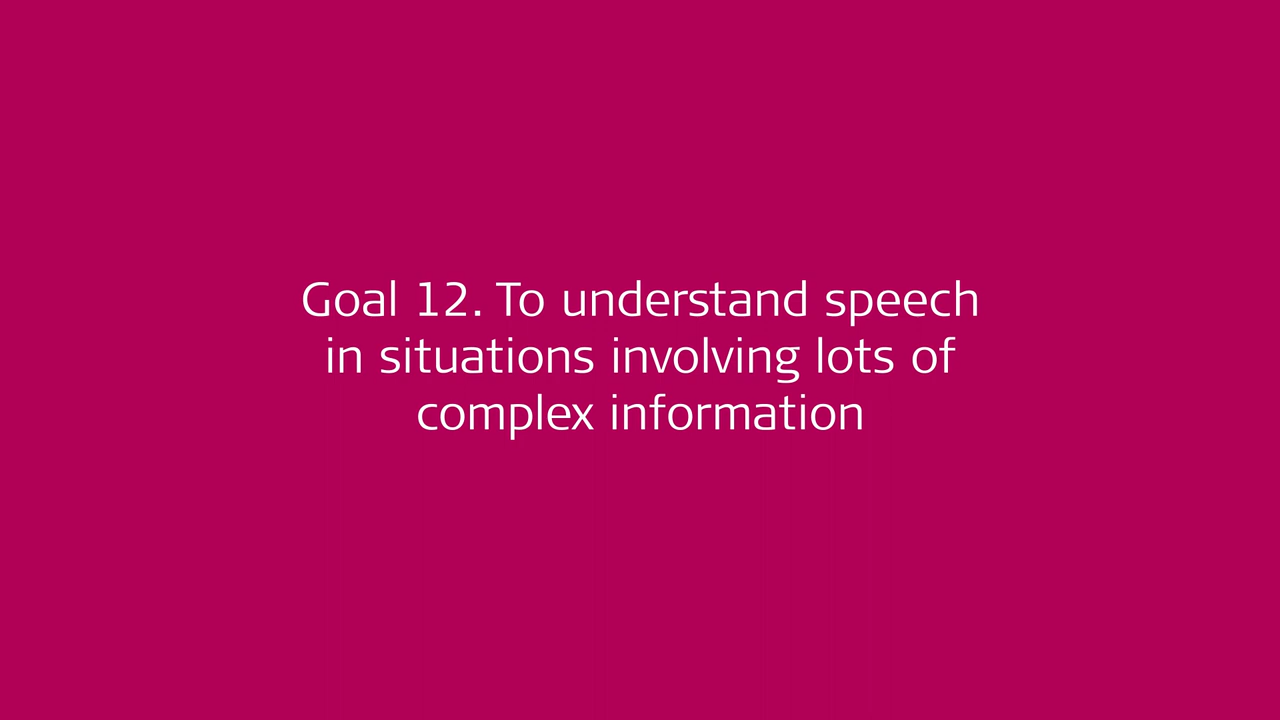 Goal 12. To understand speech
in situations involving lots of
complex information